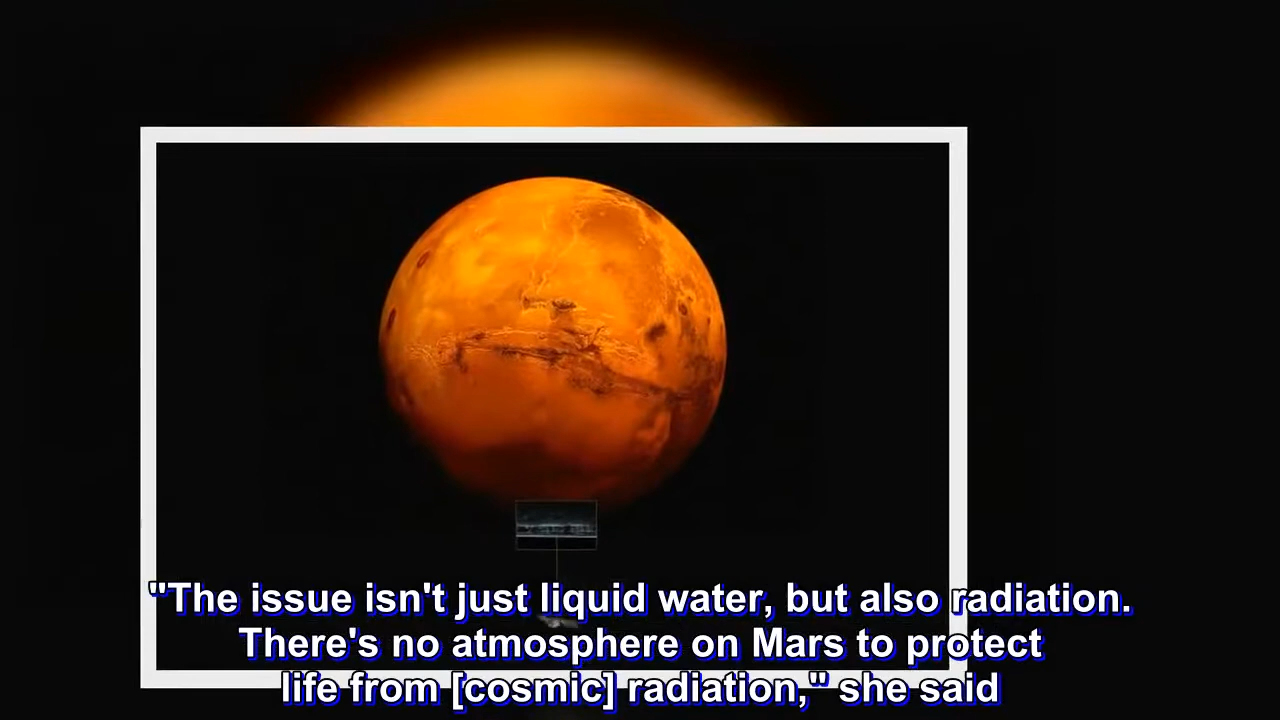 "The issue isn't just liquid water, but also radiation.
There's no atmosphere on Mars to protect
life from [cosmic] radiation," she said